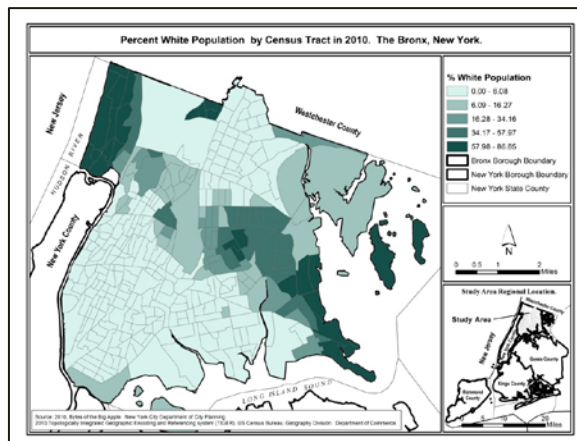 Percent White Population by Census Tract in 2010. The Bronx, New York.
New Jersey
HUDSON RIVER
Westchester County
New York County
LONG ISLAND SOUND
% White Population
0.00 - 6.08
6.09 - 16.27
16.28 - 34.16
34.17 - 57.97
57.98 - 86.85
Bronx Borough Boundary
New York Borough Boundary
New York State County
N
0 0.5 1 2
Miles
Study Area Regional Location.
Westchester County
Study Area
New Jersey
Queens County
Kings County
Richmond
County
0 5 10 20
Miles
Source: 2010, Bytes of the Big Apple. New York City Department of City Planning.
2010 Topologically Integrated Geographic Encoding and Referencing system (TIGER). US Census Bureau, Geography Division. Department of Commerce